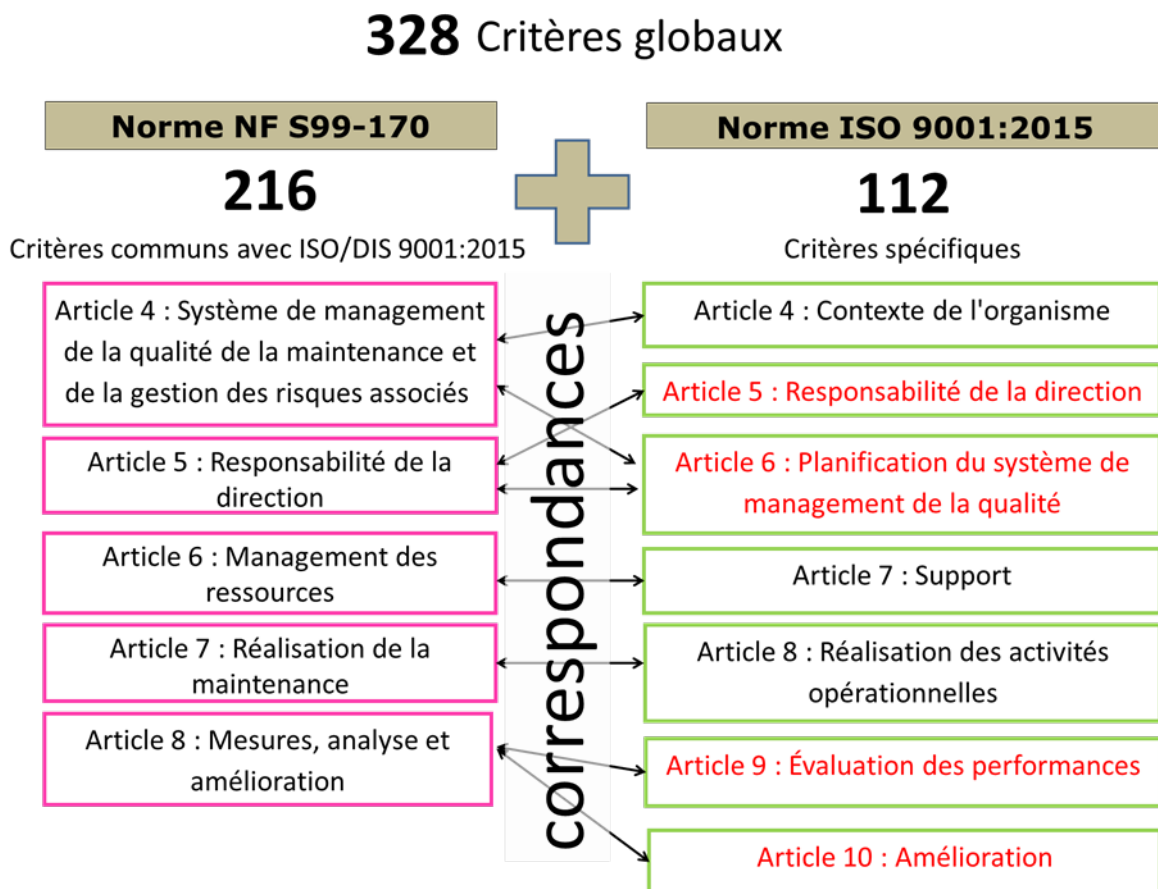 328 Critères globaux
Norme NF S99-170
216
Critères communs avec ISO/DIS 9001:2015
Article 4 : Système de management
de la qualité de la maintenance et
de la gestion des risques associés
Article 5 : Responsabilité de la
direction
Article 6 : Management des
ressources
Article 7 : Réalisation de la
maintenance
Article 8 : Mesures, analyse et
amélioration
correspondances
Norme ISO 9001:2015
112
Critères spécifiques
Article 4 : Contexte de l'organisme
Article 5 : Responsabilité de la direction
Article 6 : Planification du système de
management de la qualité
Article 7 : Support
Article 8 : Réalisation des activités
opérationnelles
Article 9 : Évaluation des performances
Article 10 : Amélioration